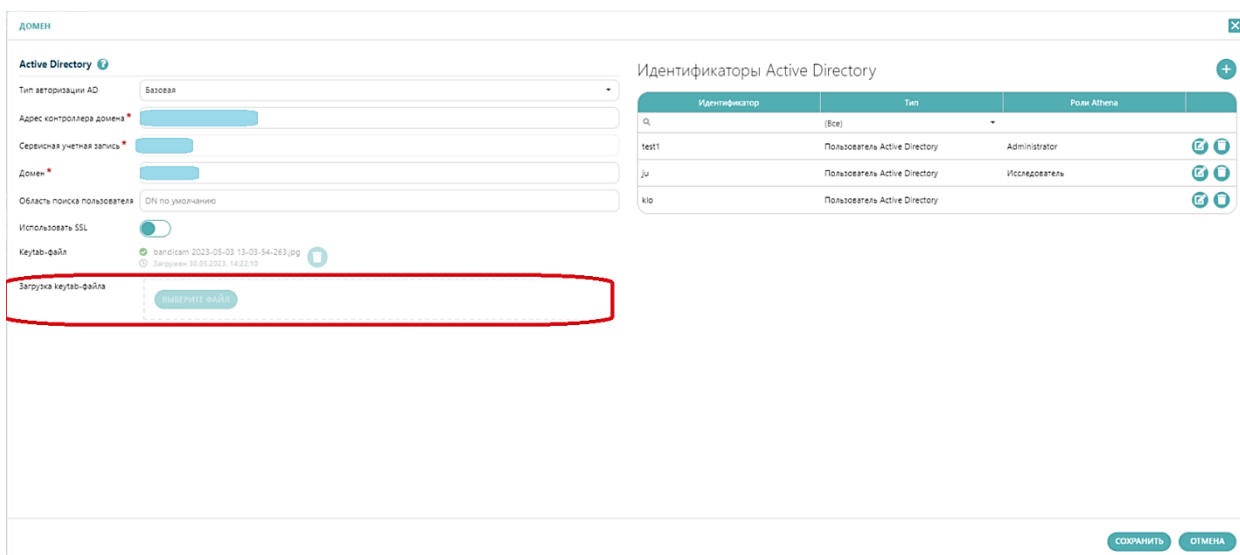 ДОМЕН
Active Directory
Тип авторизации AD
Базовая
Адрес контроллера домена *
Сервисная учетная запись *
Домен *
Область поиска пользователя
DN по умолчанию
Использовать SSL
Keytab-файл
bandicam 2023-05-03 13-03-54-263.jpg
Загружен 30.05.2023, 14:22:10
Загрузка keytab-файла
ВЫБЕРИТЕ ФАЙЛ
Идентификаторы Active Directory
Идентификатор Тип Роли Athena
(Все)
test1 Пользователь Active Directory Administrator
ju Пользователь Active Directory Исследователь
klo Пользователь Active Directory
СОХРАНИТЬ ОТМЕНА